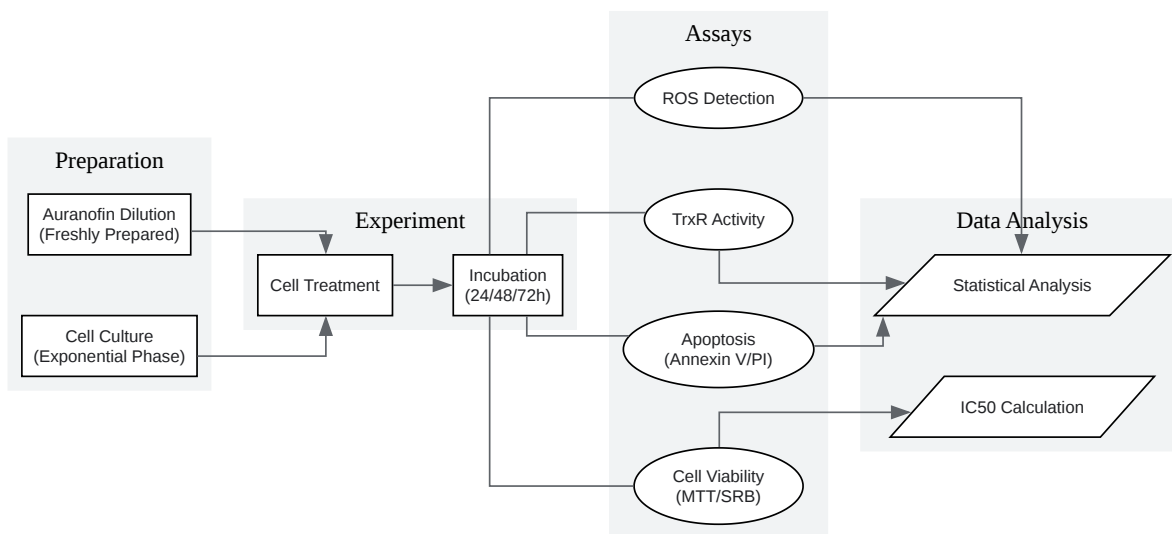 Preparation
Auranofin Dilution
(Freshly Prepared)
Cell Culture
(Exponential Phase)
Experiment
Cell Treatment
Incubation
(24/48/72h)
Assays
ROS Detection
TrxR Activity
Apoptosis
(Annexin V/PI)
Cell Viability
(MTT/SRB)
Data Analysis
Statistical Analysis
IC50 Calculation